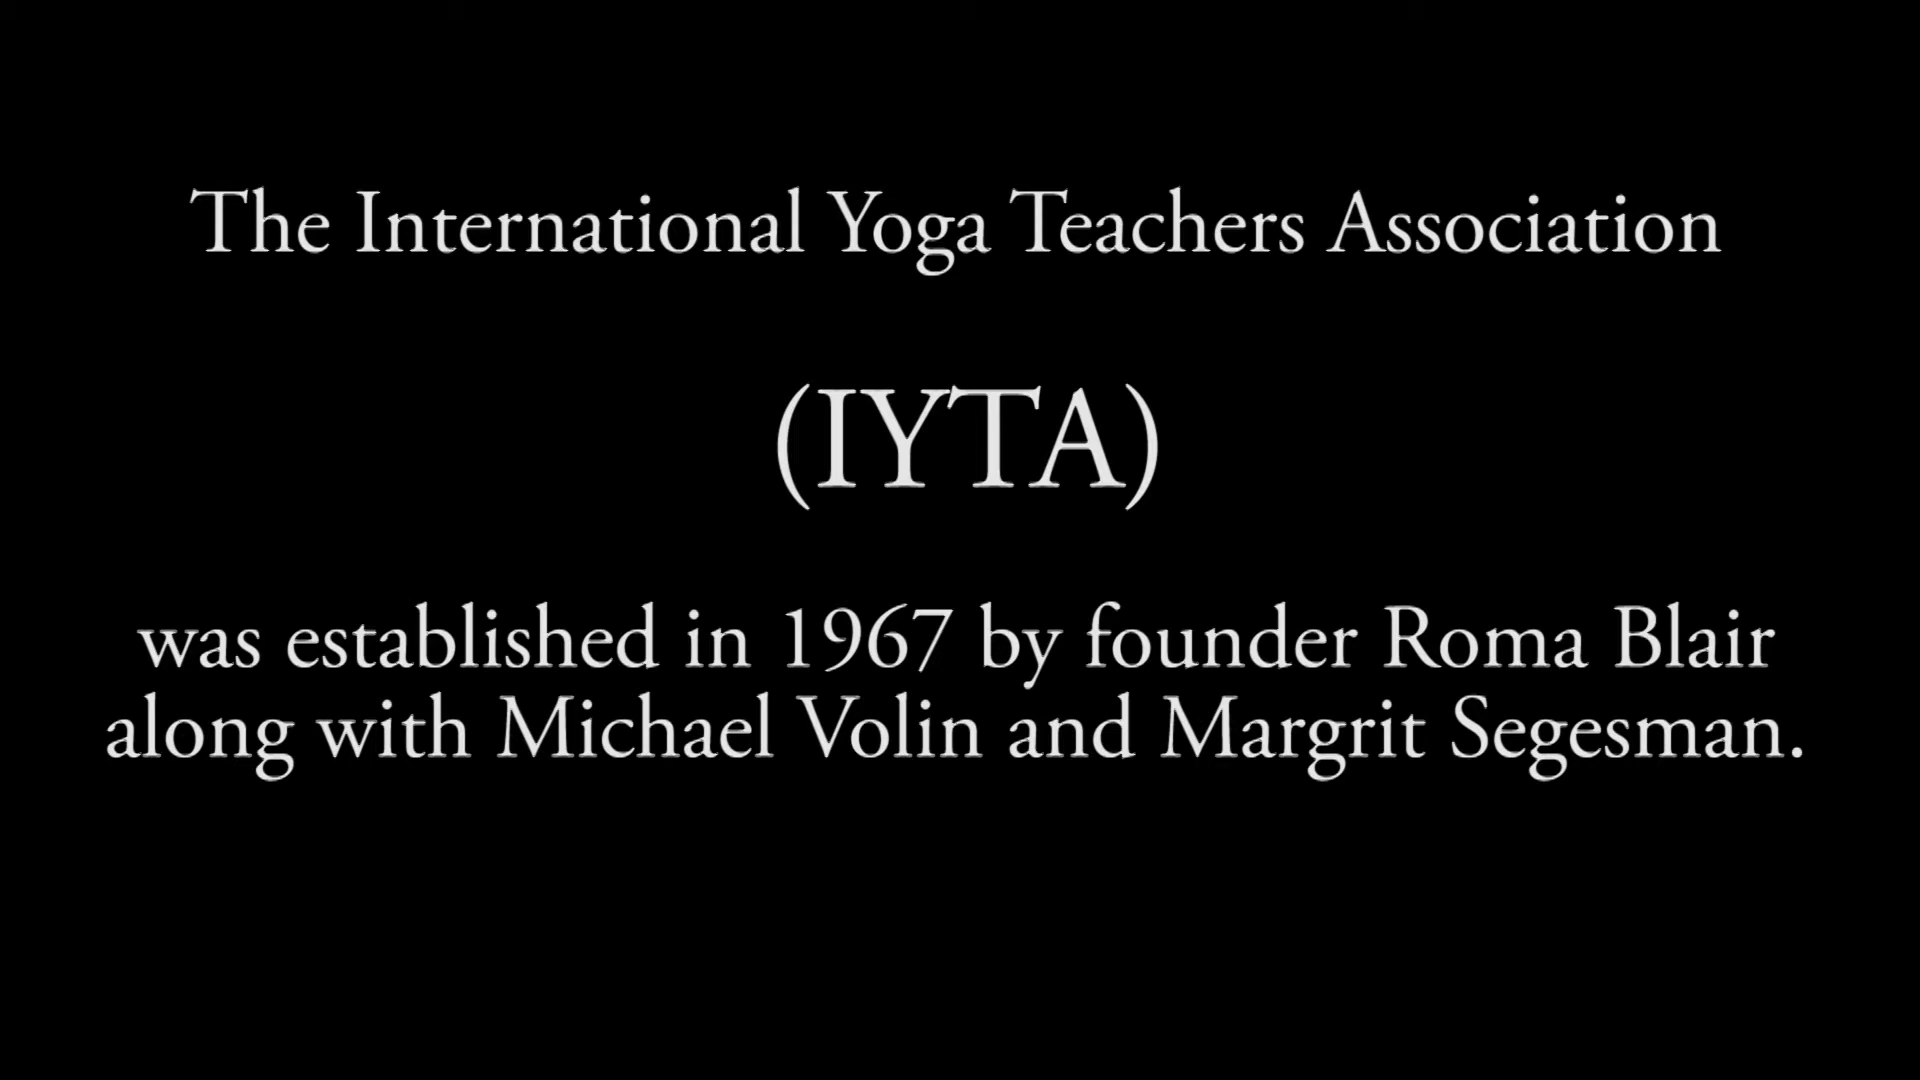 The International Yoga Teachers Association
(IYTA)
was established in 1967 by founder Roma Blair
along with Michael Volin and Margrit Segesman.